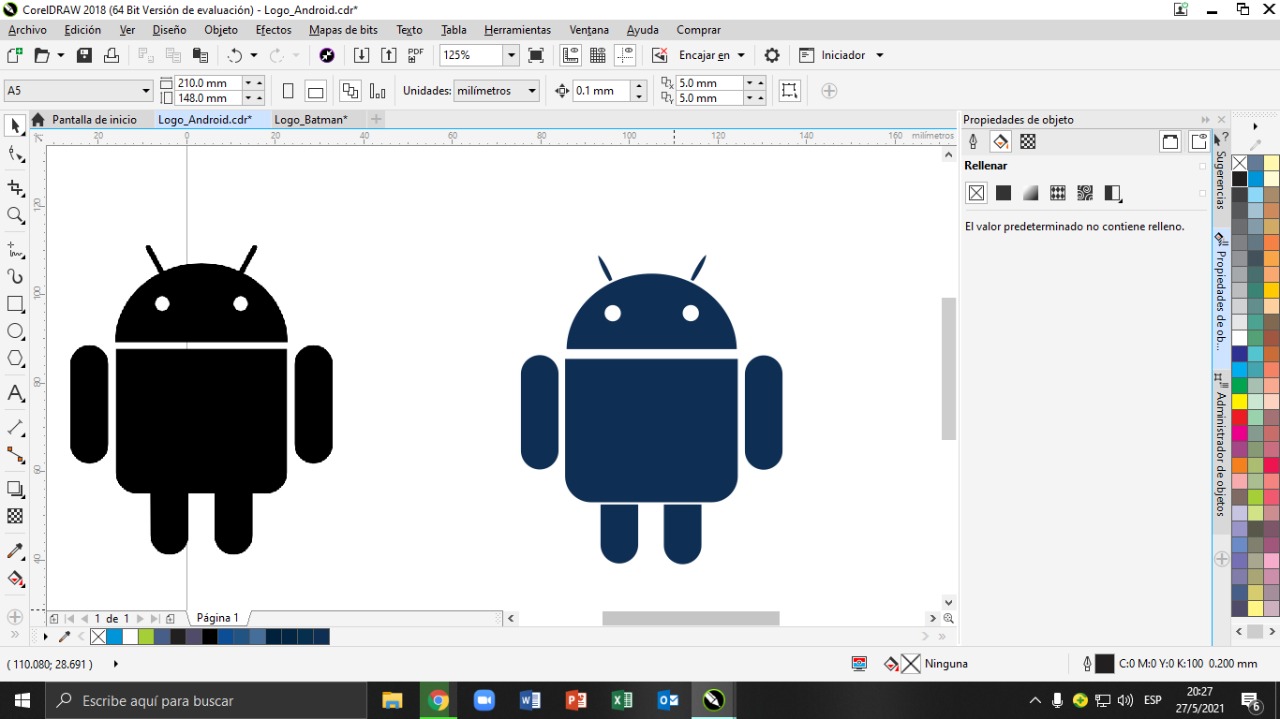 CorelDRAW 2018 (64 Bit Versión de evaluación) - Logo_Android.cdr*
Archivo Edición Ver Diseño Objeto Efectos Mapas de bits Texto Tabla Herramientas Ventana Ayuda Comprar
PDF 125% Encajar en Iniciador
A5 210.0 mm 148.0 mm Unidades: milímetros 0.1 mm 5.0 mm 5.0 mm
Pantalla de inicio Logo_Android.cdr* Logo_Batman*
20 0 20 40 60 80 100 120 140 160 milímetros
120
100
80
60
40
Propiedades de objeto
Rellenar
El valor predeterminado no contiene relleno.
Sugerencias
Propiedades de ob...
Administrador de objetos
1 de 1 Página 1
( 110.080; 28.691 ) Ninguna C:0 M:0 Y:0 K:100 0.200 mm
Escribe aquí para buscar
ESP
20:27
27/5/2021
6